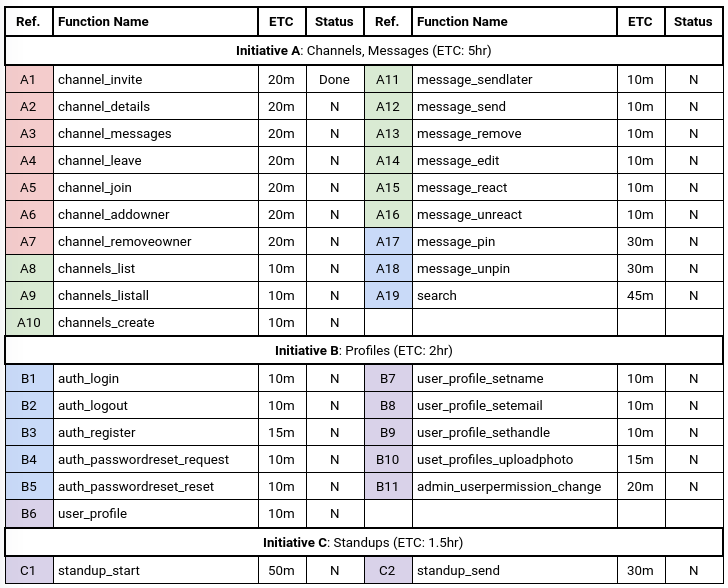 Ref. Function Name ETC Status Ref. Function Name ETC Status
Initiative A: Channels, Messages (ETC: 5hr)
A1 channel_invite 20m Done A11 message_sendlater 10m N
A2 channel_details 20m N A12 message_send 10m N
A3 channel_messages 20m N A13 message_remove 10m N
A4 channel_leave 20m N A14 message_edit 10m N
A5 channel_join 20m N A15 message_react 10m N
A6 channel_addowner 20m N A16 message_unreact 10m N
A7 channel_removeowner 20m N A17 message_pin 30m N
A8 channels_list 10m N A18 message_unpin 30m N
A9 channels_listall 10m N A19 search 45m N
A10 channels_create 10m N
Initiative B: Profiles (ETC: 2hr)
B1 auth_login 10m N B7 user_profile_setname 10m N
B2 auth_logout 10m N B8 user_profile_setemail 10m N
B3 auth_register 15m N B9 user_profile_sethandle 10m N
B4 auth_passwordreset_request 10m N B10 uset_profiles_uploadphoto 15m N
B5 auth_passwordreset_reset 10m N B11 admin_userpermission_change 20m N
B6 user_profile 10m N
Initiative C: Standups (ETC: 1.5hr)
C1 standup_start 50m N C2 standup_send 30m N